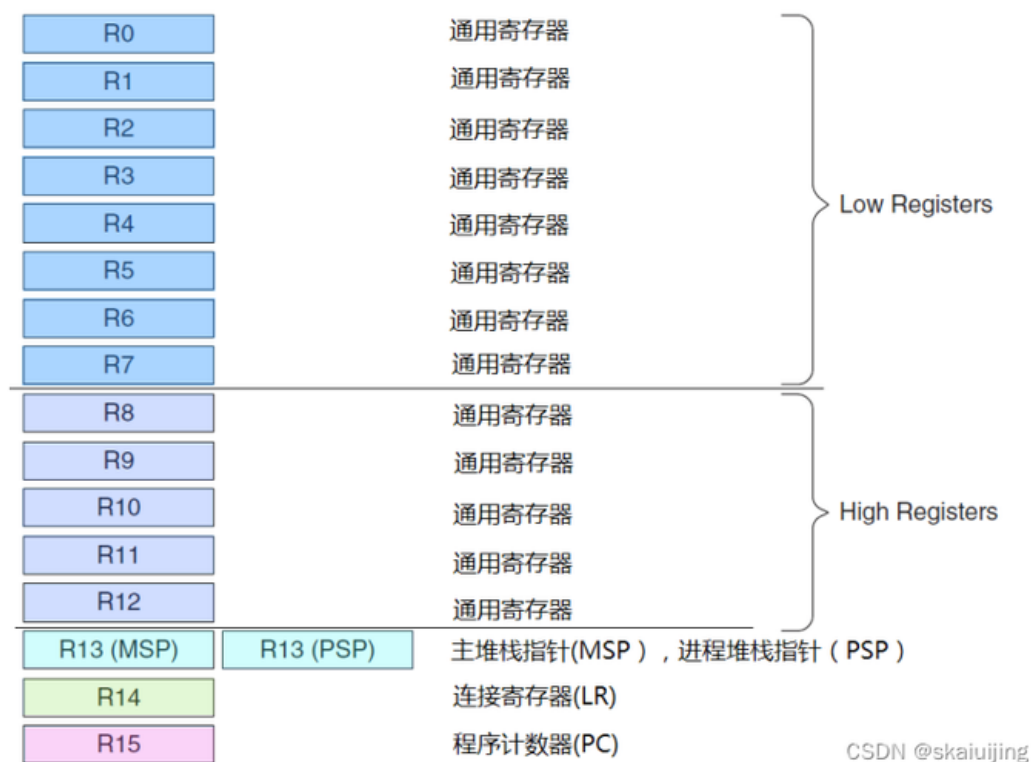 R0 通用寄存器
R1 通用寄存器
R2 通用寄存器
R3 通用寄存器
R4 通用寄存器
Low Registers
R5 通用寄存器
R6 通用寄存器
R7 通用寄存器
R8 通用寄存器
R9 通用寄存器
R10 通用寄存器
High Registers
R11 通用寄存器
R12 通用寄存器
R13 (MSP) R13 (PSP) 主堆栈指针(MSP），进程堆栈指针（PSP）
R14 连接寄存器(LR)
R15 程序计数器(PC)
CSDN @skaiuijing